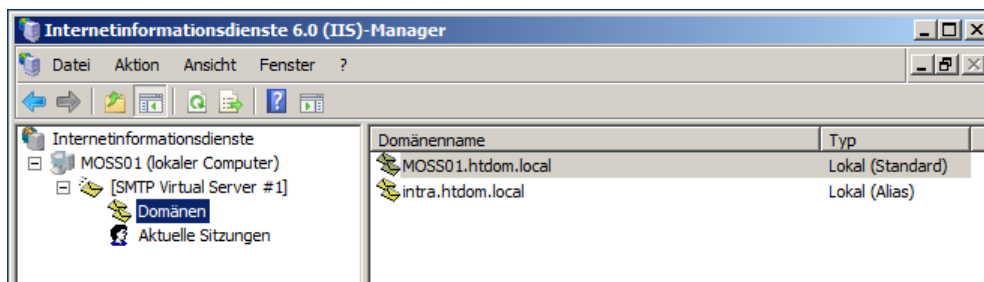 Internetinformationsdienste 6.0 (IIS)-Manager
Datei Aktion Ansicht Fenster ?
Internetinformationsdienste
MOSS01 (lokaler Computer)
[SMTP Virtual Server #1]
Domänen
Aktuelle Sitzungen
Domänenname Typ
MOSS01.htdom.local Lokal (Standard)
intra.htdom.local Lokal (Alias)